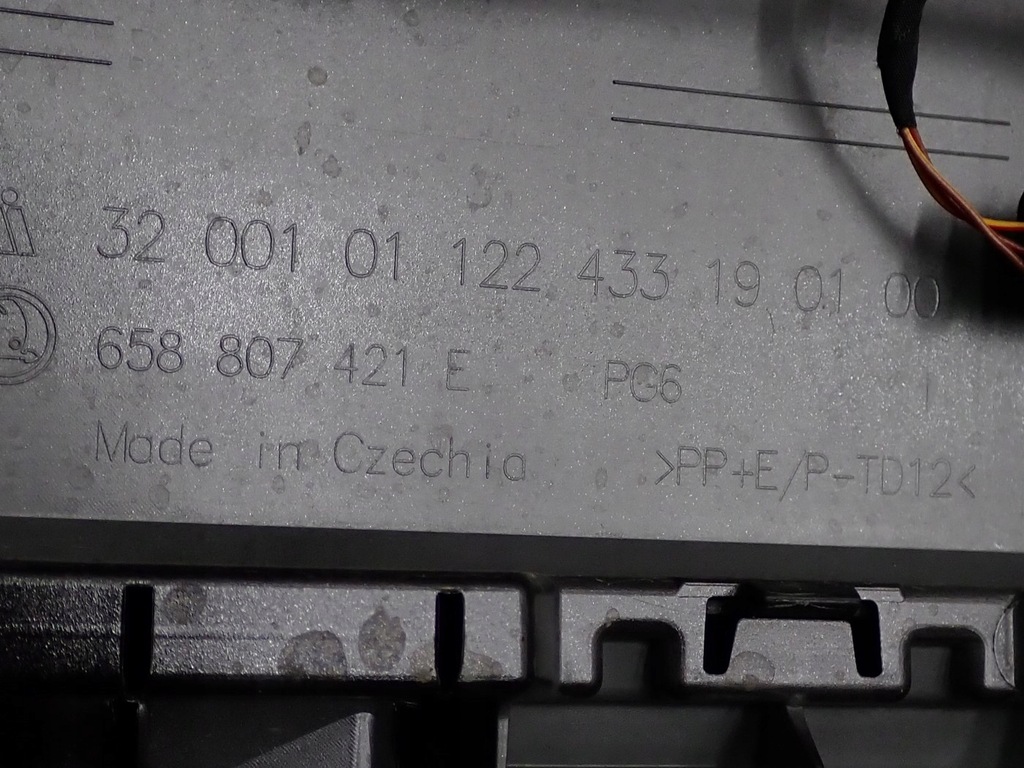 32 001 01 122 433 19 01 00
658 807 421 E PG6
Made in Czechia >PP+E/P-TD12<